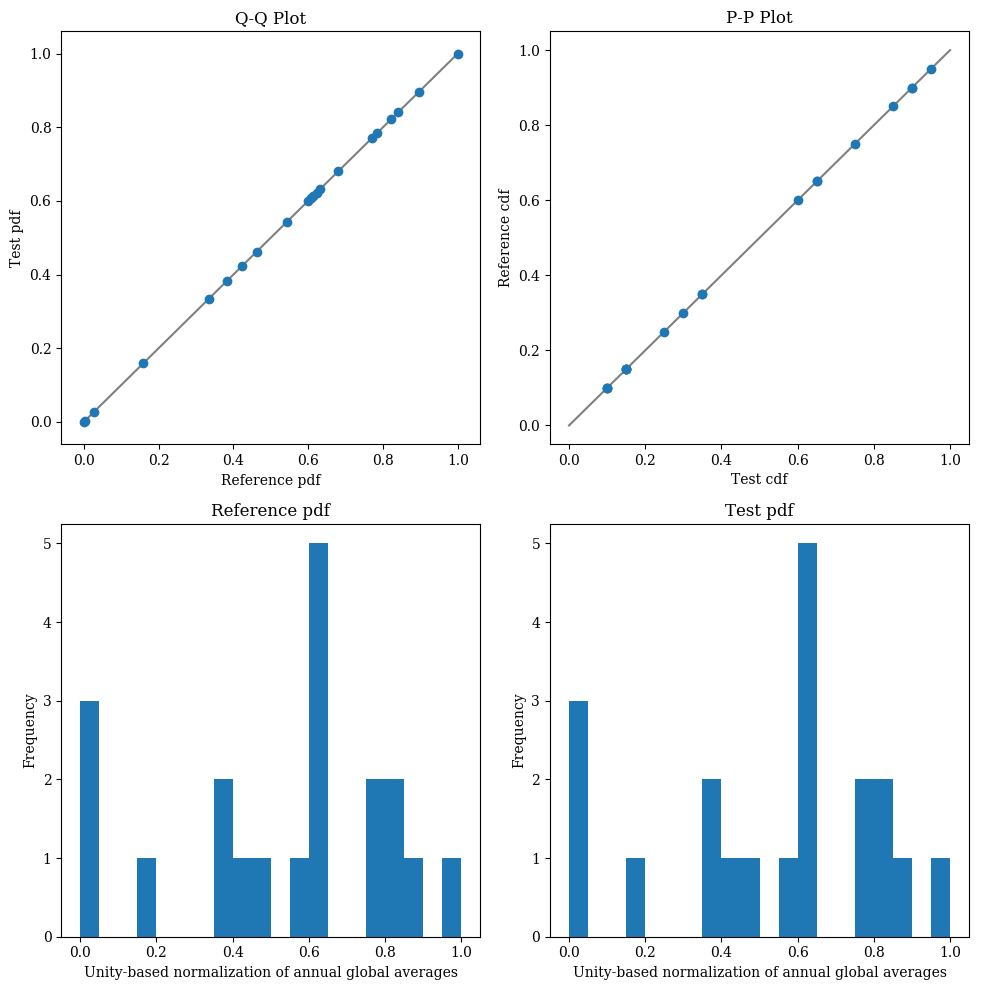 Q-Q Plot
1.0
0.8
0.6
0.4
0.2
0.0
Test pdf
0.0 0.2 0.4 0.6 0.8 1.0
Reference pdf
P-P Plot
1.0
0.8
0.6
0.4
0.2
0.0
Reference cdf
0.0 0.2 0.4 0.6 0.8 1.0
Test cdf
Reference pdf
5
4
3
2
1
0
Frequency
0.0 0.2 0.4 0.6 0.8 1.0
Unity-based normalization of annual global averages
Test pdf
5
4
3
2
1
0
Frequency
0.0 0.2 0.4 0.6 0.8 1.0
Unity-based normalization of annual global averages